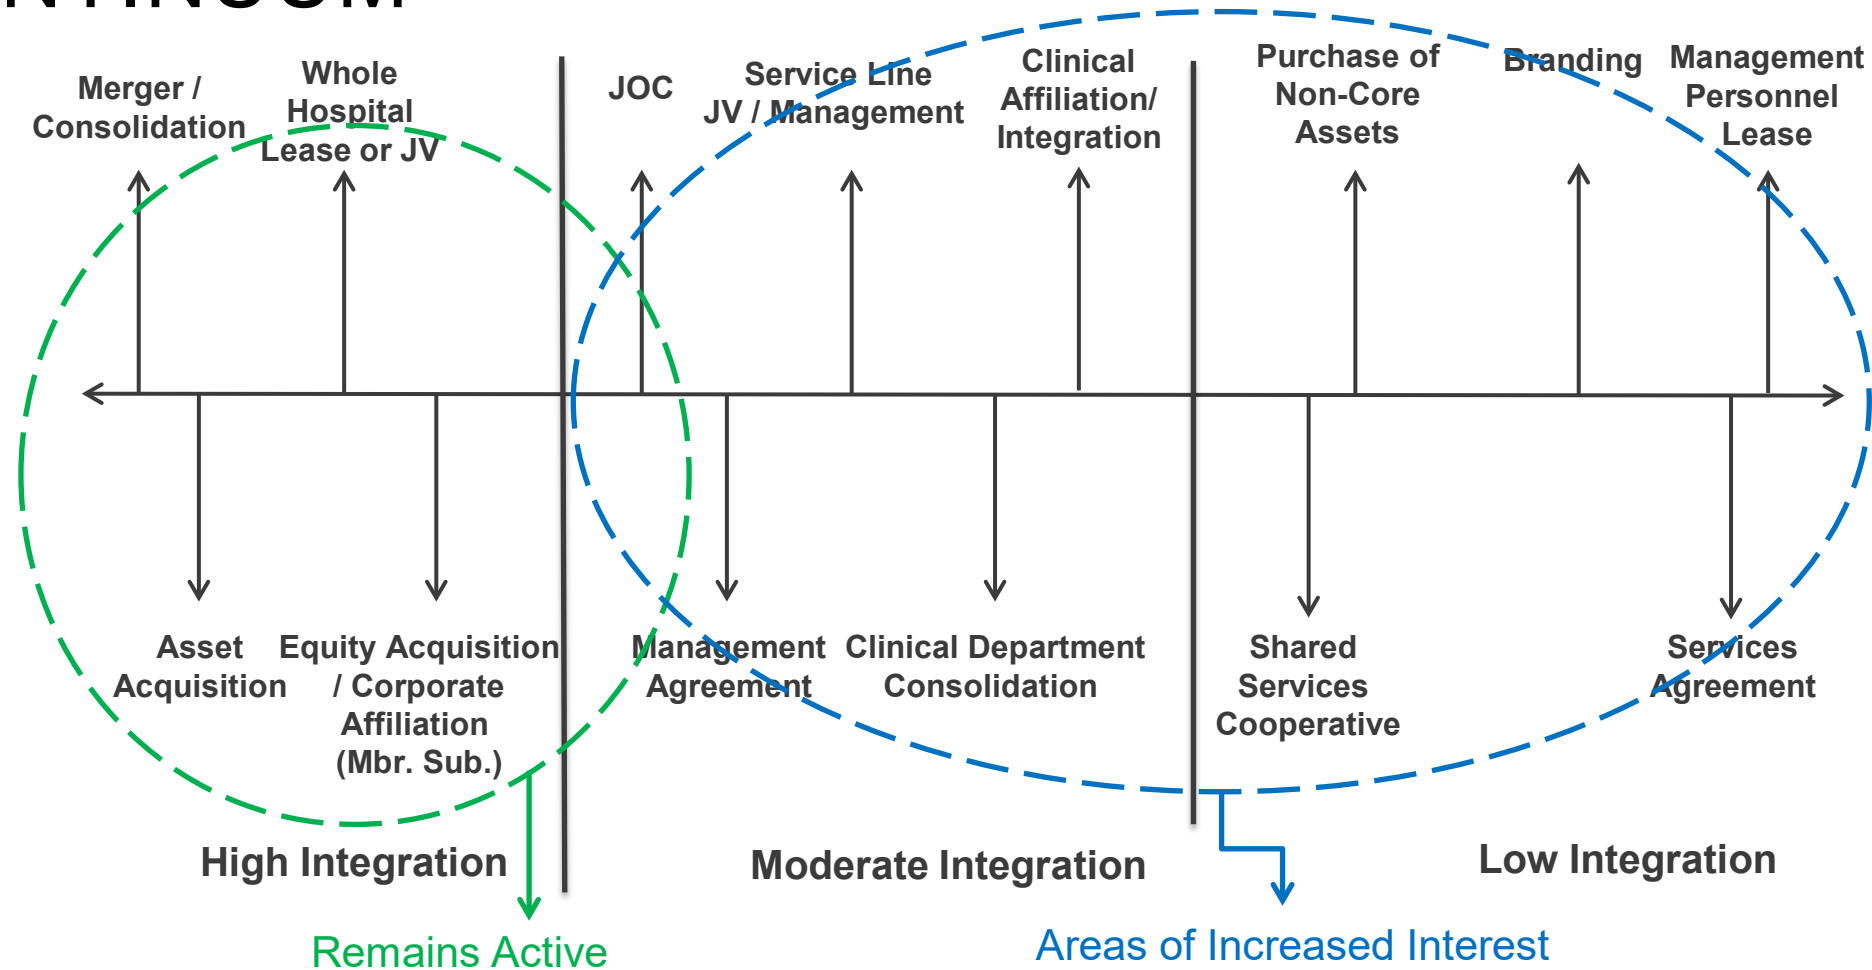 Merger /
Consolidation
Whole
Hospital
Lease or JV
JOC
Service Line
JV / Management
Clinical
Affiliation/
Integration
Purchase of
Non-Core
Assets
Branding
Management
Personnel
Lease
Asset
Acquisition
Equity Acquisition
/ Corporate
Affiliation
(Mbr. Sub.)
Management
Agreement
Clinical Department
Consolidation
Shared
Services
Cooperative
Services
Agreement
High Integration
Moderate Integration
Low Integration
Remains Active
Areas of Increased Interest